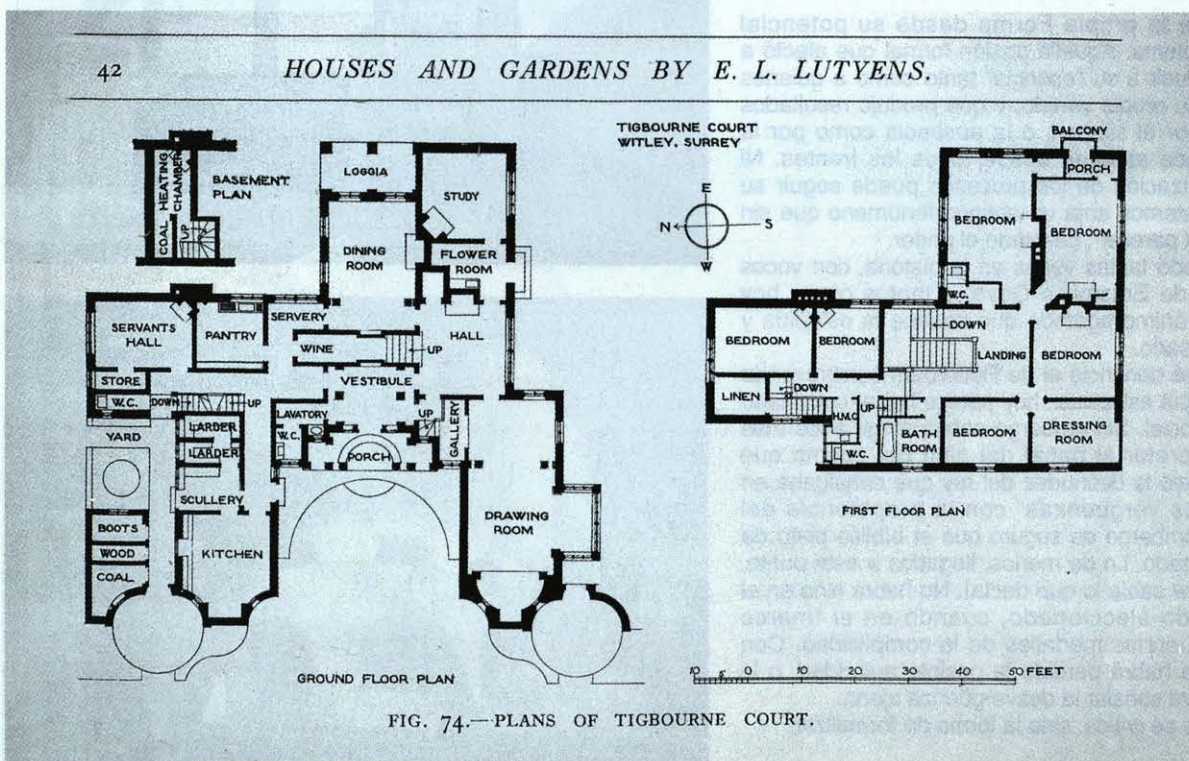 42
HOUSES AND GARDENS BY E. L. LUTYENS.
TIGBOURNE COURT
WITLEY, SURREY
BASEMENT
PLAN
COAL
HEATING
CHAMBER
UP
LOGGIA
STUDY
DINING
ROOM
FLOWER
ROOM
SERVANTS
HALL
PANTRY
SERVERY
WINE
UP
HALL
STORE
W.C.
DOWN
UP
VESTIBULE
LAVATORY
W.C.
UP
GALLERY
PORCH
YARD
LARDER
LARDER
SCULLERY
BOOTS
WOOD
COAL
KITCHEN
DRAWING
ROOM
GROUND FLOOR PLAN
E
N
S
W
BALCONY
PORCH
BEDROOM
BEDROOM
W.C.
BEDROOM
BEDROOM
DOWN
LANDING
BEDROOM
LINEN
DOWN
H.M.C
UP
W.C.
BATH
ROOM
BEDROOM
DRESSING
ROOM
FIRST FLOOR PLAN
10 5 0 10 20 30 40 50 FEET
FIG. 74.—PLANS OF TIGBOURNE COURT.